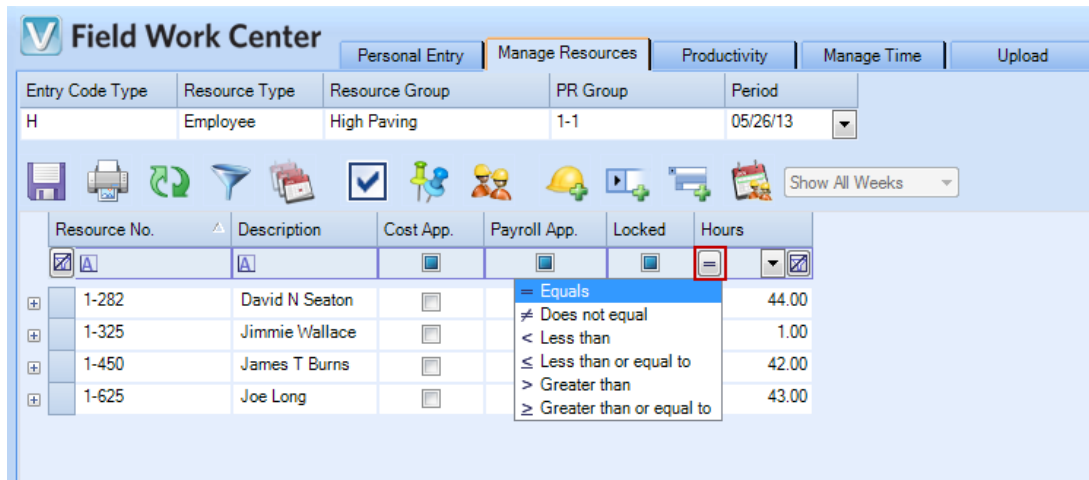 Field Work Center
Personal Entry Manage Resources Productivity Manage Time Upload
Entry Code Type Resource Type Resource Group PR Group Period
H Employee High Paving 1-1 05/26/13
Show All Weeks
Resource No. Description Cost App. Payroll App. Locked Hours
A A =
= Equals
≠ Does not equal
< Less than
≤ Less than or equal to
> Greater than
≥ Greater than or equal to
1-282 David N Seaton 44.00
1-325 Jimmie Wallace 1.00
1-450 James T Burns 42.00
1-625 Joe Long 43.00